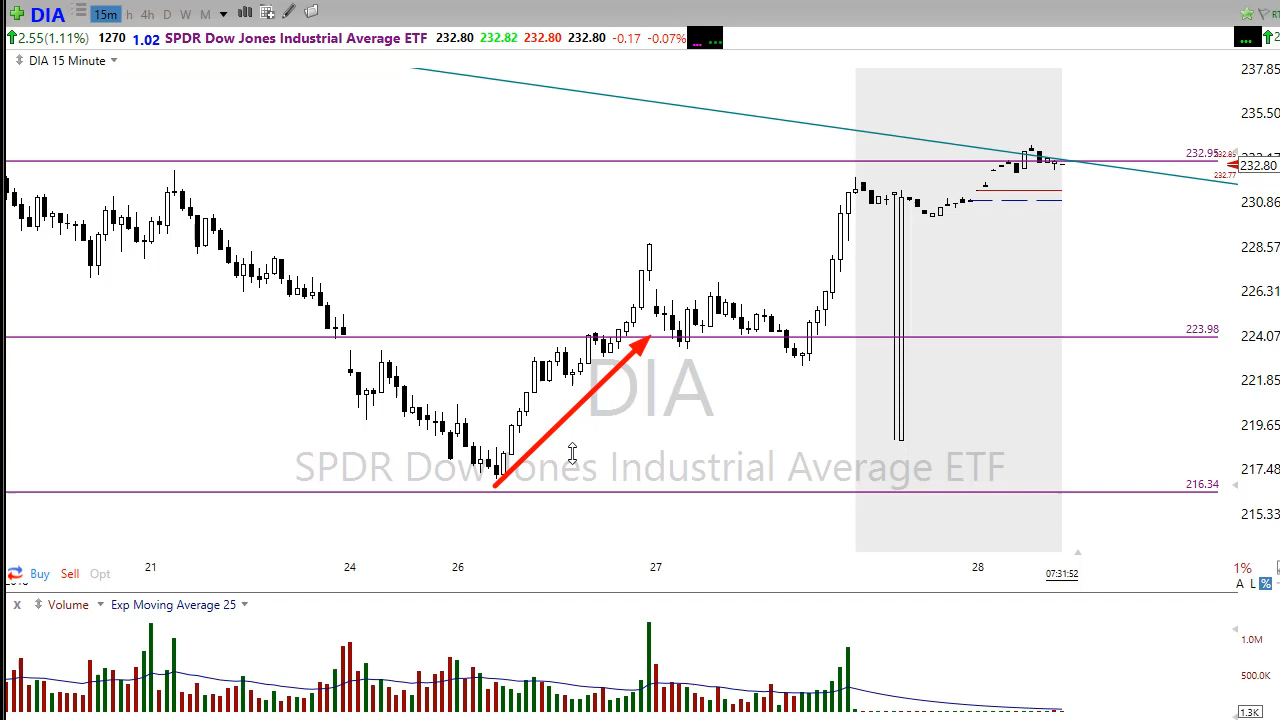 DIA 15m h 4h D W M
2.55(1.11%) 1270 1.02 SPDR Dow Jones Industrial Average ETF 232.80 232.82 232.80 232.80 -0.17 -0.07%
DIA 15 Minute
237.85
235.50
232.95
232.80
232.77
230.86
228.57
226.31
223.98
224.07
221.85
DIA
219.65
SPDR Dow Jones Industrial Average ETF
217.48
216.34
215.33
Buy Sell Opt
21 24 26 27 28
1%
07:31:52
A L %
X Volume Exp Moving Average 25
1.0M
500.0K
1.3K